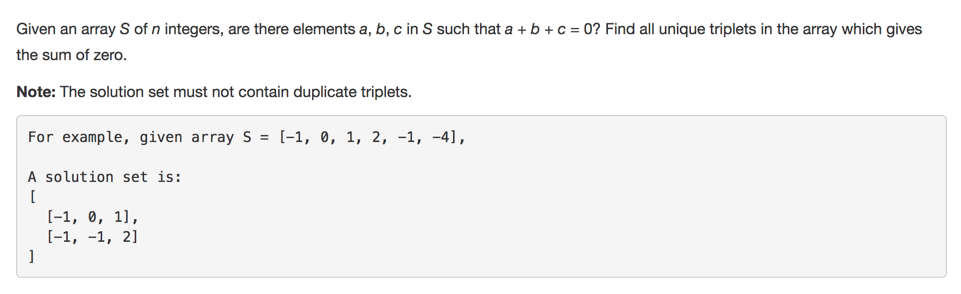 Given an array S of n integers, are there elements a, b, c in S such that a + b + c = 0? Find all unique triplets in the array which gives
the sum of zero.
Note: The solution set must not contain duplicate triplets.
For example, given array S = [-1, 0, 1, 2, -1, -4],
A solution set is:
[
[-1, 0, 1],
[-1, -1, 2]
]